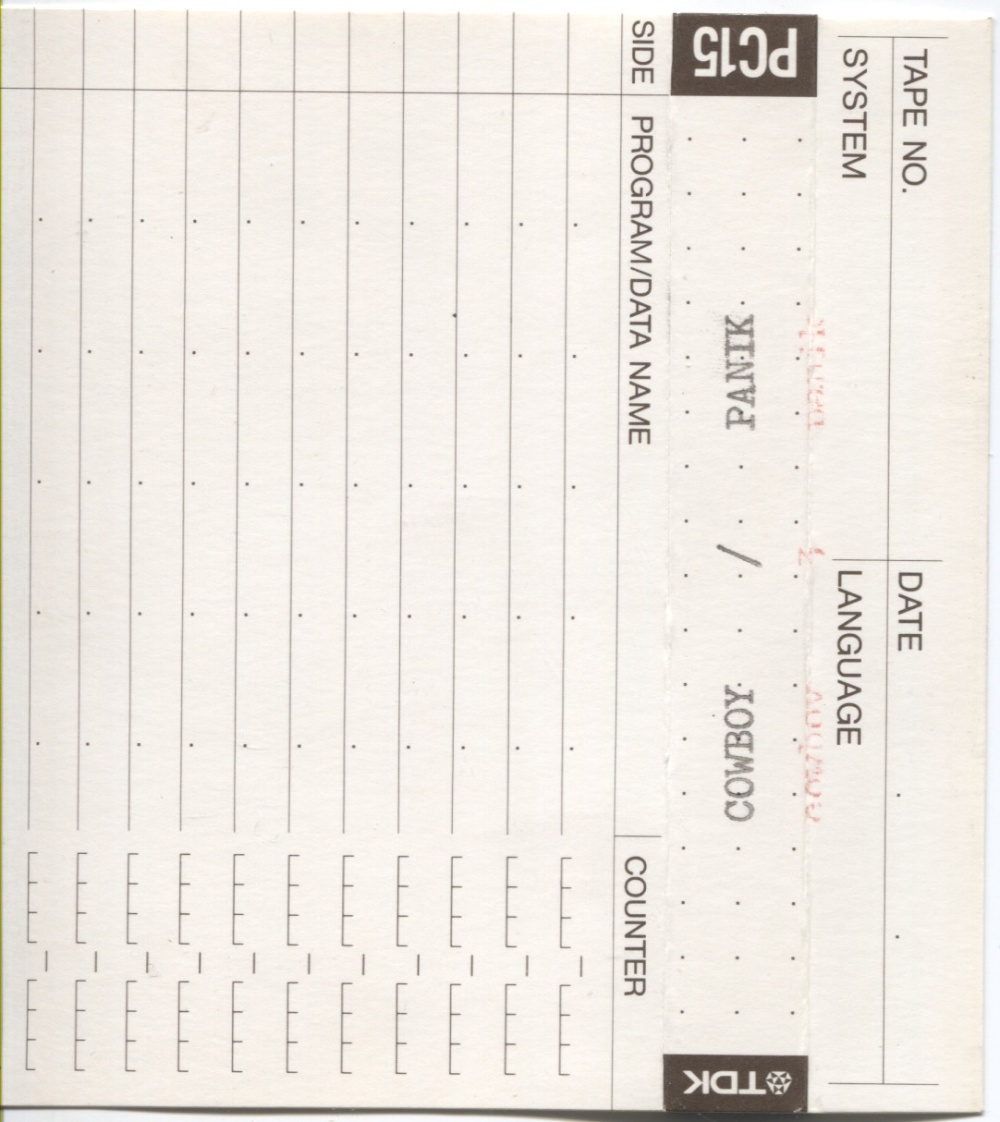 TAPE NO. DATE
SYSTEM LANGUAGE
TDK COWBOY / PANIK PC15
SIDE PROGRAM/DATA NAME COUNTER